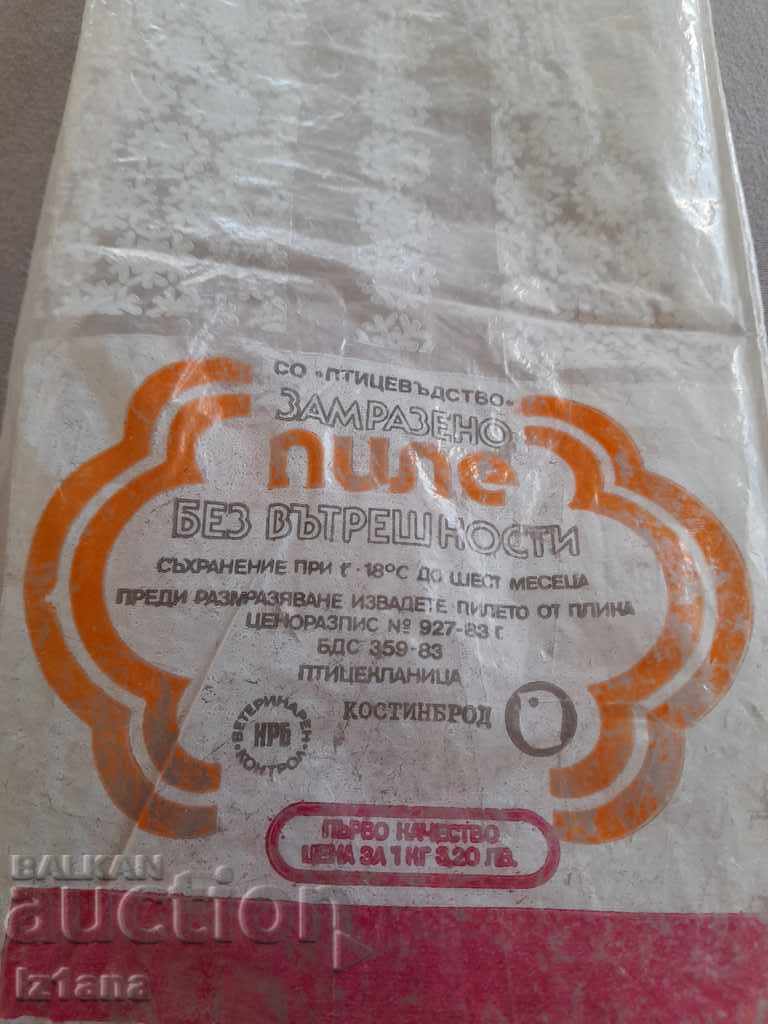 СО "ПТИЦЕВЪДСТВО"
ЗАМРАЗЕНО
пиле
БЕЗ ВЪТРЕШНОСТИ
СЪХРАНЕНИЕ ПРИ t°-18°С ДО ШЕСТ МЕСЕЦА
ПРЕДИ РАЗМРАЗЯВАНЕ ИЗВАДЕТЕ ПИЛЕТО ОТ ПЛИКА
ЦЕНОРАЗПИС № 927-83 г.
БДС 359-83
ПТИЦЕКЛАНИЦА
КОСТИНБРОД
ВЕТЕРИНАРЕН
НРБ
КОНТРОЛ
ПЪРВО КАЧЕСТВО
ЦЕНА ЗА 1 КГ 3,20 ЛВ.
BALKAN
auction
iz1ana